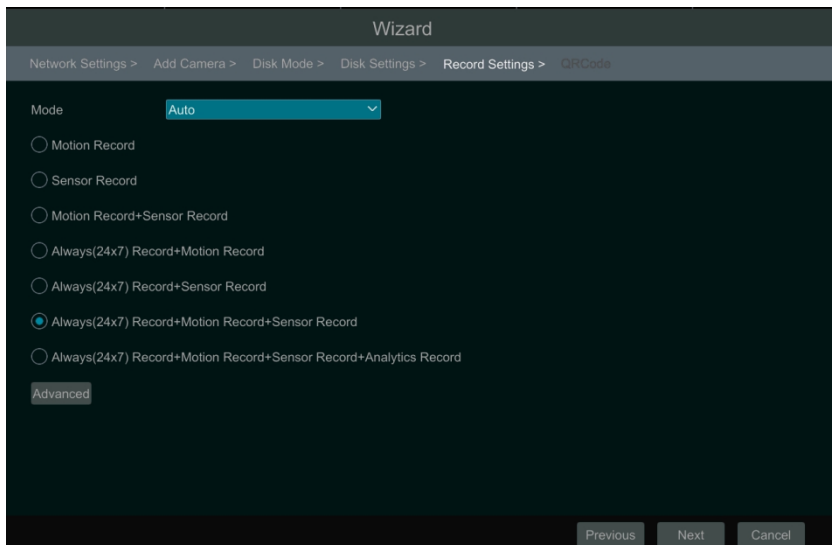 Wizard
Network Settings > Add Camera > Disk Mode > Disk Settings > Record Settings > QRCode
Mode Auto
Motion Record
Sensor Record
Motion Record+Sensor Record
Always(24x7) Record+Motion Record
Always(24x7) Record+Sensor Record
Always(24x7) Record+Motion Record+Sensor Record
Always(24x7) Record+Motion Record+Sensor Record+Analytics Record
Advanced
Previous Next Cancel